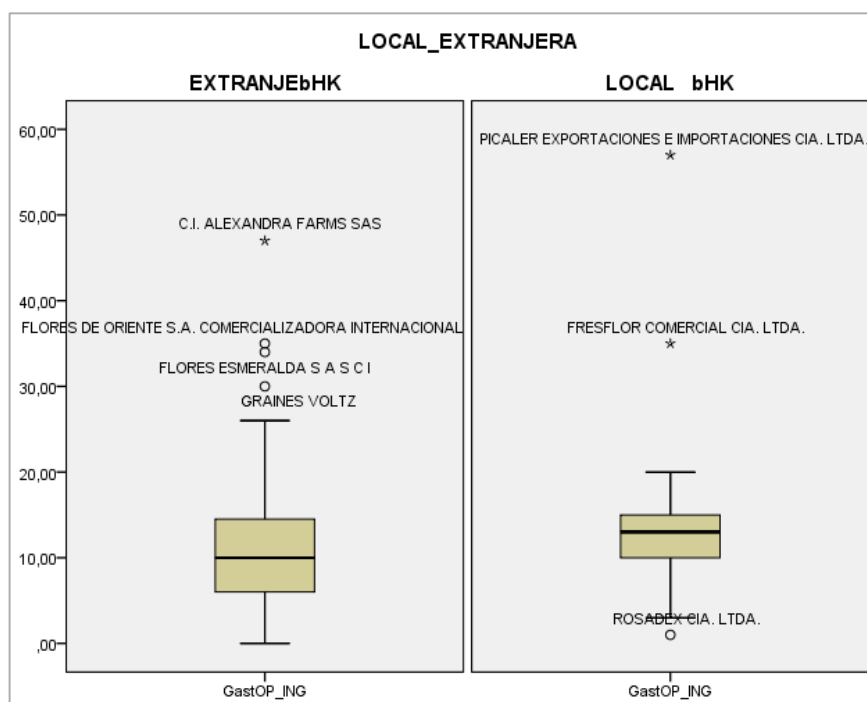 LOCAL_EXTRANJERA
EXTRANJEbHK
LOCAL bHK
60,00
50,00
40,00
30,00
20,00
10,00
,00
C.I. ALEXANDRA FARMS SAS
FLORES DE ORIENTE S.A. COMERCIALIZADORA INTERNACIONAL
FLORES ESMERALDA S A S C I
GRAINES VOLTZ
PICALER EXPORTACIONES E IMPORTACIONES CIA. LTDA.
FRESFLOR COMERCIAL CIA. LTDA.
ROSADEX CIA. LTDA.
GastOP_ING
GastOP_ING